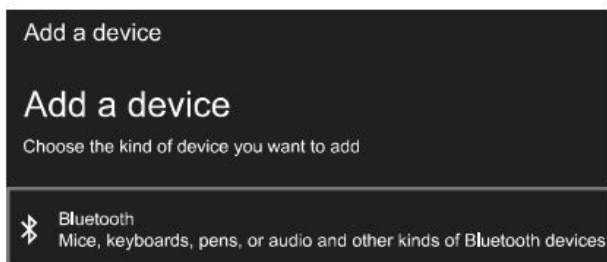 Add a device
Add a device
Choose the kind of device you want to add
Bluetooth
Mice, keyboards, pens, or audio and other kinds of Bluetooth devices